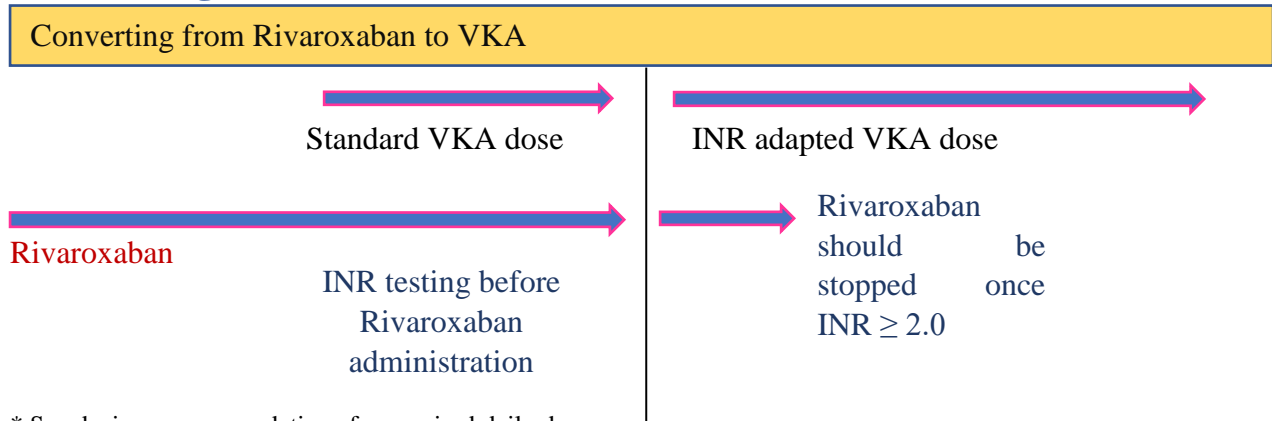 Converting from Rivaroxaban to VKA
Standard VKA dose
INR adapted VKA dose
Rivaroxaban
INR testing before
Rivaroxaban
administration
Rivaroxaban
should be
stopped once
INR ≥ 2.0